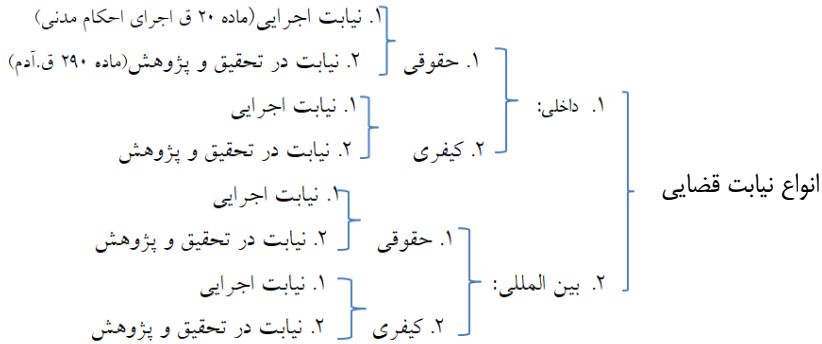 انواع نیابت قضایی
۱. داخلی:
۱. حقوقی
۱. نیابت اجرایی(ماده ۲۰ ق اجرای احکام مدنی)
۲. نیابت در تحقیق و پژوهش(ماده ۲۹۰ ق.آدم)
۲. کیفری
۱. نیابت اجرایی
۲. نیابت در تحقیق و پژوهش
۲. بین المللی:
۱. حقوقی
۱. نیابت اجرایی
۲. نیابت در تحقیق و پژوهش
۲. کیفری
۱. نیابت اجرایی
۲. نیابت در تحقیق و پژوهش